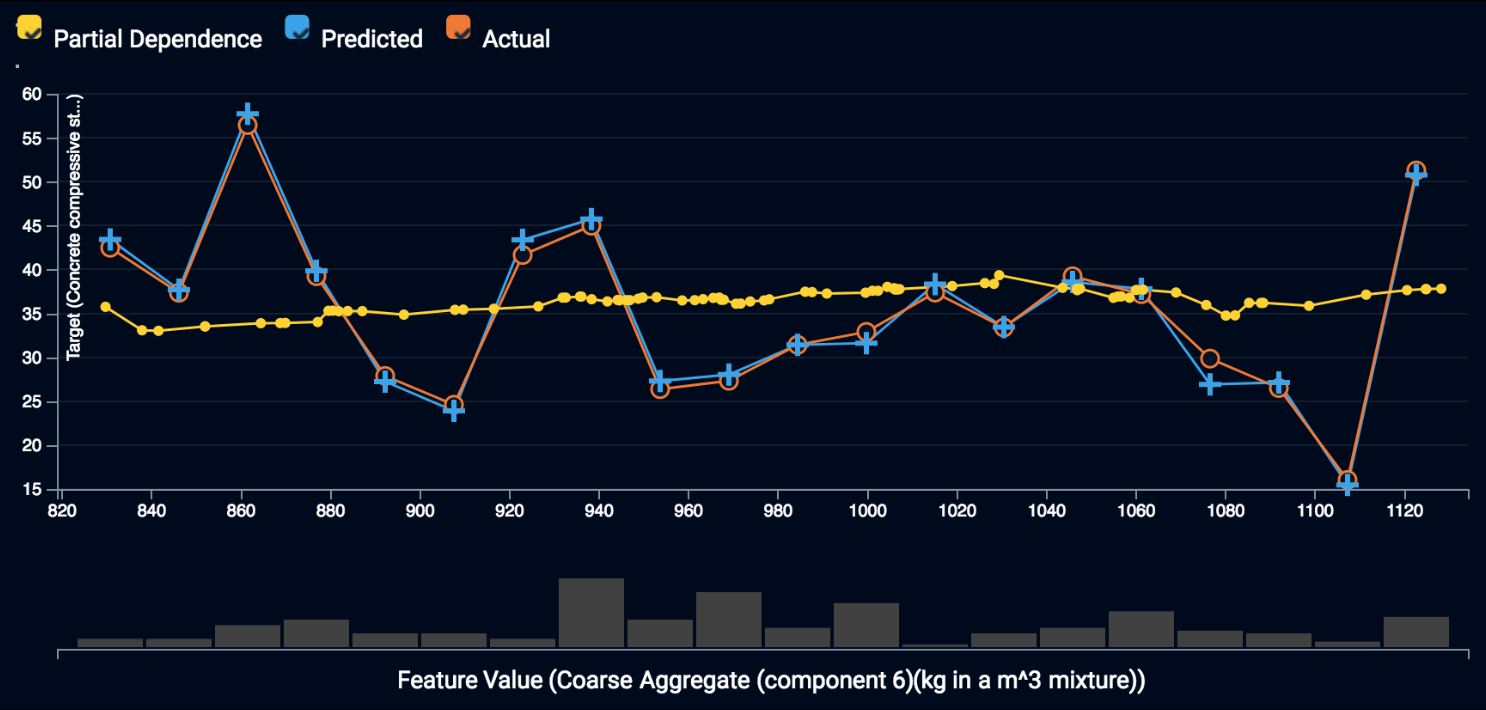 Partial Dependence Predicted Actual
60
55
50
45
40
35
30
25
20
15
Target (Concrete compressive st...)
820 840 860 880 900 920 940 960 980 1000 1020 1040 1060 1080 1100 1120
Feature Value (Coarse Aggregate (component 6)(kg in a m^3 mixture))